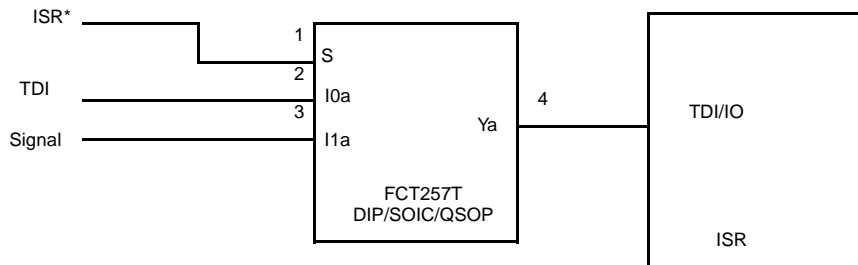 ISR*
1
S
2
TDI
I0a
3
4
TDI/IO
Signal
I1a
Ya
FCT257T
DIP/SOIC/QSOP
ISR